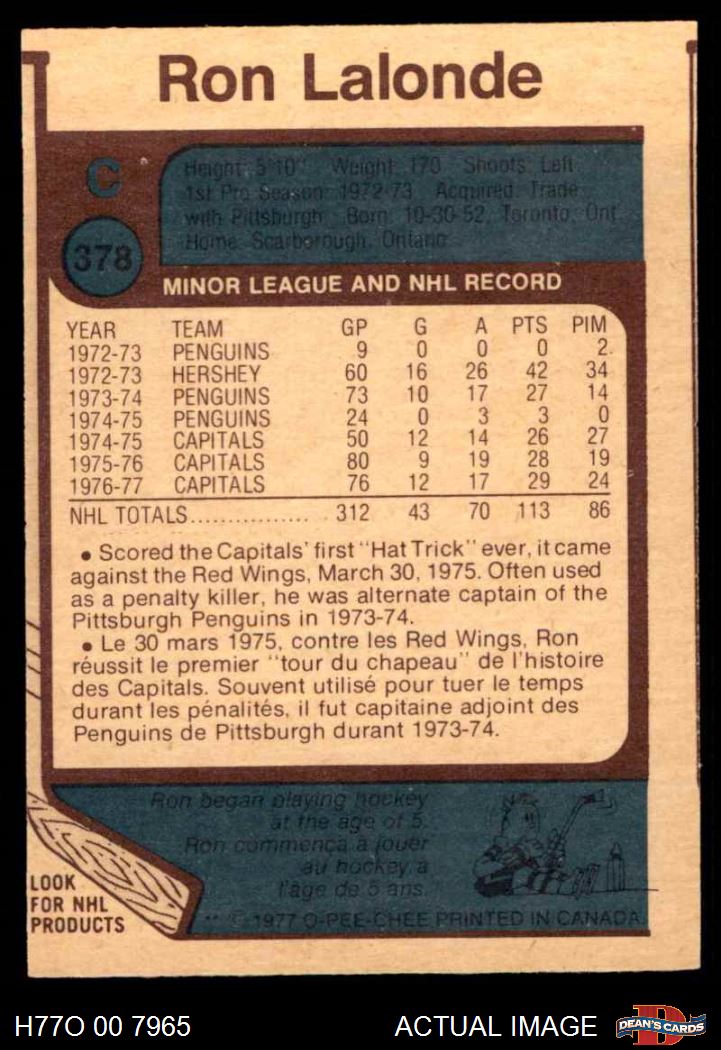 Ron Lalonde
C
Height: 5'10" Weight: 170 Shoots: Left
1st Pro Season: 1972-73 Acquired: Trade
with Pittsburgh Born: 10-30-52, Toronto, Ont.
Home: Scarborough, Ontario
378
MINOR LEAGUE AND NHL RECORD
YEAR TEAM GP G A PTS PIM
1972-73 PENGUINS 9 0 0 0 2
1972-73 HERSHEY 60 16 26 42 34
1973-74 PENGUINS 73 10 17 27 14
1974-75 PENGUINS 24 0 3 3 0
1974-75 CAPITALS 50 12 14 26 27
1975-76 CAPITALS 80 9 19 28 19
1976-77 CAPITALS 76 12 17 29 24
NHL TOTALS................ 312 43 70 113 86
• Scored the Capitals' first "Hat Trick" ever, it came
against the Red Wings, March 30, 1975. Often used
as a penalty killer, he was alternate captain of the
Pittsburgh Penguins in 1973-74.
• Le 30 mars 1975, contre les Red Wings, Ron
réussit le premier "tour du chapeau" de l'histoire
des Capitals. Souvent utilisé pour tuer le temps
durant les pénalités, il fut capitaine adjoint des
Penguins de Pittsburgh durant 1973-74.
Ron began playing hockey
at the age of 5.
Ron commença à jouer
au hockey à
l'âge de 5 ans.
LOOK
FOR NHL
PRODUCTS
** © 1977 O-PEE-CHEE PRINTED IN CANADA.
H77O 00 7965
ACTUAL IMAGE
D
DEAN'S CARDS